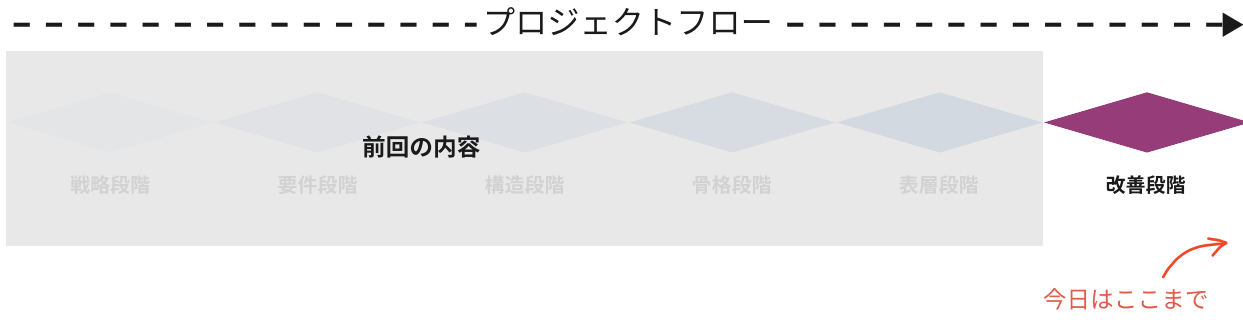 プロジェクトフロー
前回の内容
戦略段階
要件段階
構造段階
骨格段階
表層段階
改善段階
今日はここまで